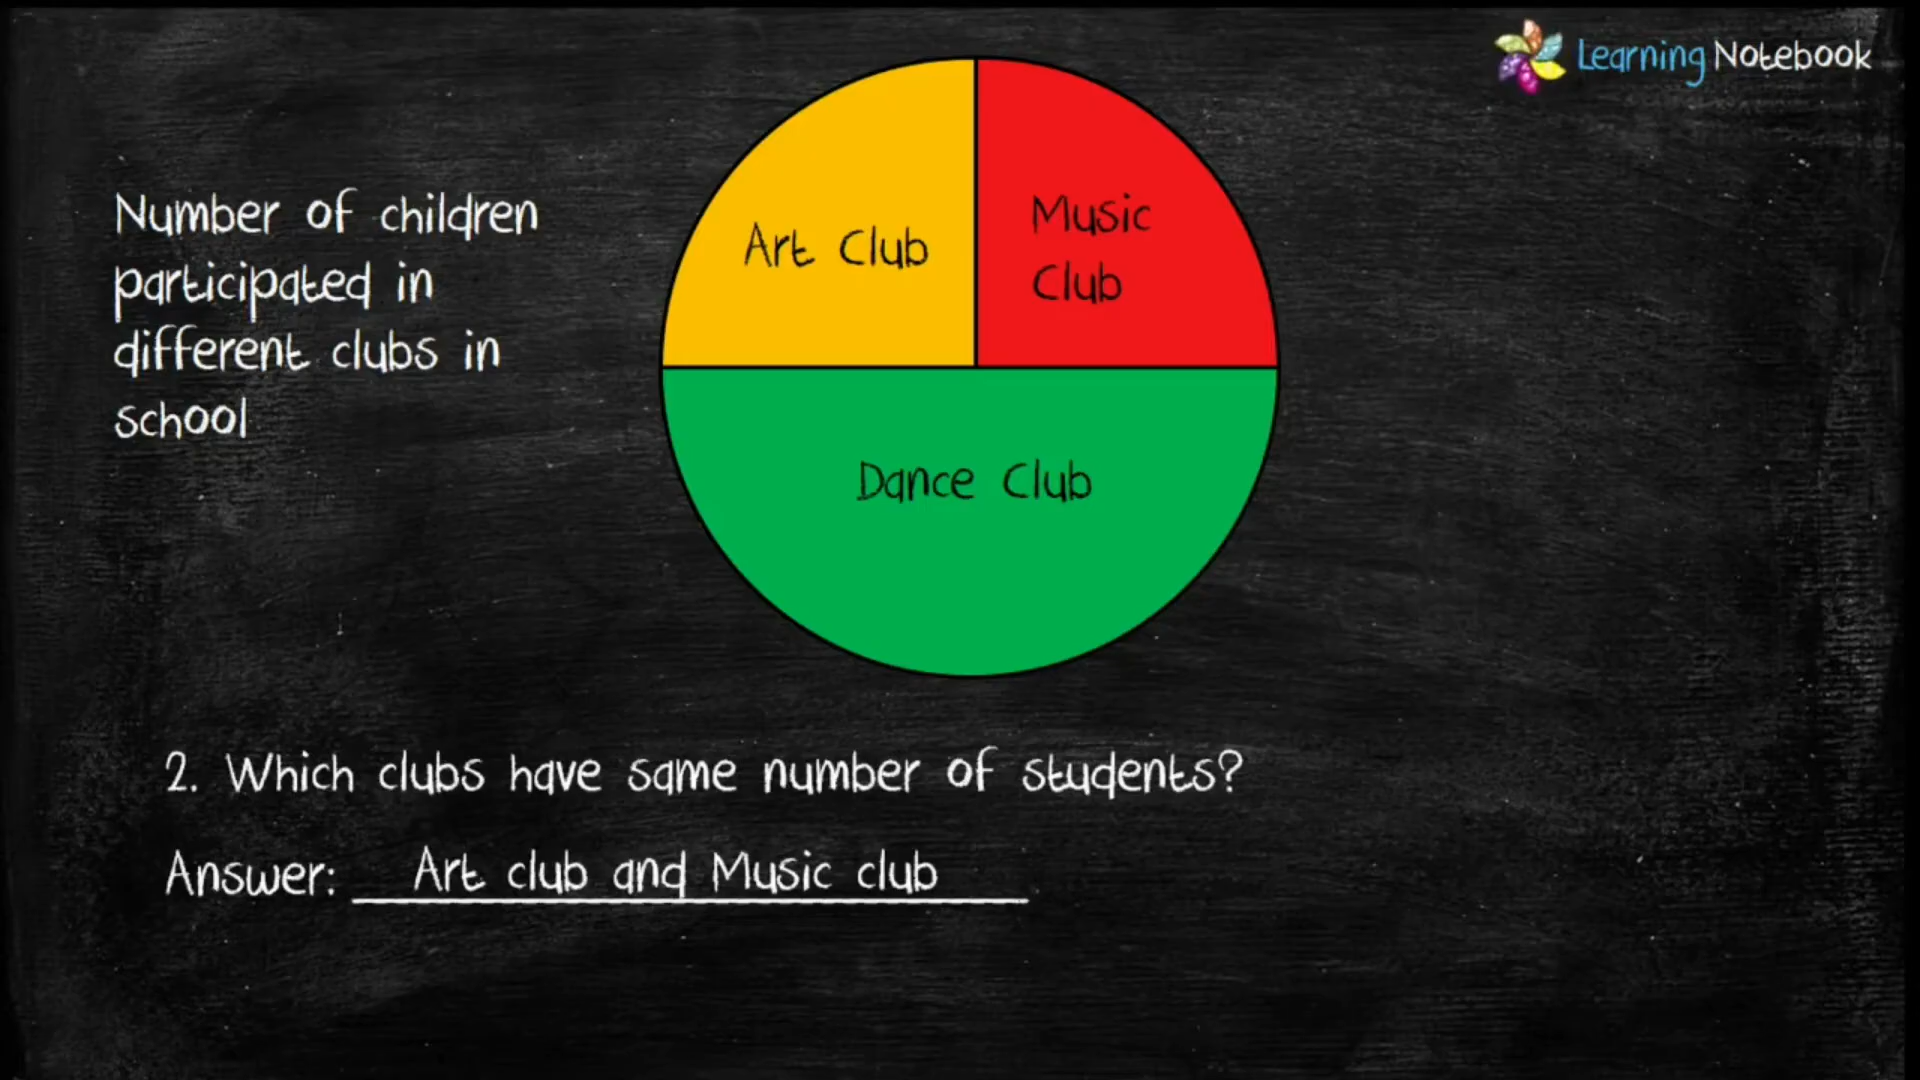 Learning Notebook
Number of children
participated in
different clubs in
school
Art Club
Music
Club
Dance Club
2. Which clubs have same number of students?
Answer: Art club and Music club